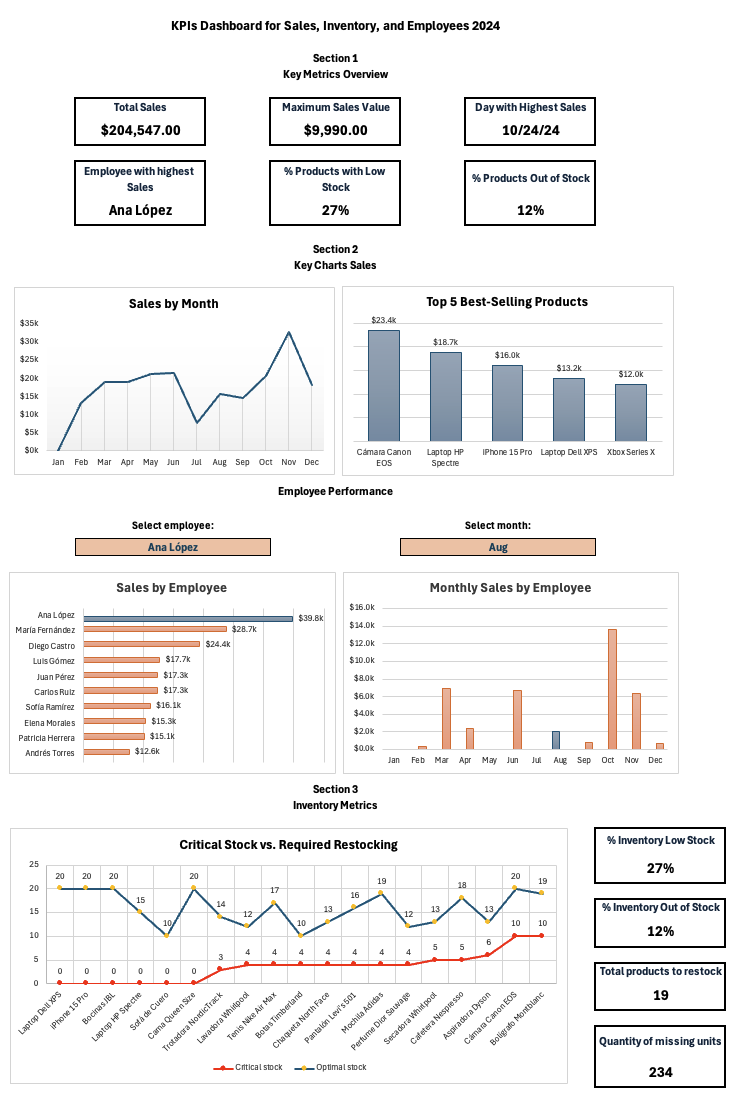 KPIs Dashboard for Sales, Inventory, and Employees 2024
Section 1
Key Metrics Overview
Total Sales
$204,547.00
Maximum Sales Value
$9,990.00
Day with Highest Sales
10/24/24
Employee with highest
Sales
Ana López
% Products with Low
Stock
27%
% Products Out of Stock
12%
Section 2
Key Charts Sales
Sales by Month
$35k
$30k
$25k
$20k
$15k
$10k
$5k
$0k
Jan Feb Mar Apr May Jun Jul Aug Sep Oct Nov Dec
Top 5 Best-Selling Products
$23.4k
$18.7k
$16.0k
$13.2k
$12.0k
Cámara Canon
EOS
Laptop HP
Spectre
iPhone 15 Pro
Laptop Dell XPS
Xbox Series X
Employee Performance
Select employee:
Ana López
Select month:
Aug
Sales by Employee
Ana López $39.8k
María Fernández $28.7k
Diego Castro $24.4k
Luis Gómez $17.7k
Juan Pérez $17.3k
Carlos Ruiz $17.3k
Sofía Ramírez $16.1k
Elena Morales $15.3k
Patricia Herrera $15.1k
Andrés Torres $12.6k
Monthly Sales by Employee
$16.0k
$14.0k
$12.0k
$10.0k
$8.0k
$6.0k
$4.0k
$2.0k
$0.0k
Jan Feb Mar Apr May Jun Jul Aug Sep Oct Nov Dec
Section 3
Inventory Metrics
Critical Stock vs. Required Restocking
25
20
15
10
5
0
20 20 20 15 10 20 14 12 17 10 13 16 19 12 13 18 13 20 19
0 0 0 0 0 0 3 4 4 4 4 4 4 4 5 5 6 10 10
Laptop Dell XPS
iPhone 15 Pro
Bocinas JBL
Laptop HP Spectre
Sofá de Cuero
Cama Queen Size
Trotadora NordicTrack
Lavadora Whirlpool
Tenis Nike Air Max
Botas Timberland
Chaqueta North Face
Pantalón Levi's 501
Mochila Adidas
Perfume Dior Sauvage
Secadora Whirlpool
Cafetera Nespresso
Aspiradora Dyson
Cámara Canon EOS
Bolígrafo Montblanc
Critical stock
Optimal stock
% Inventory Low Stock
27%
% Inventory Out of Stock
12%
Total products to restock
19
Quantity of missing units
234